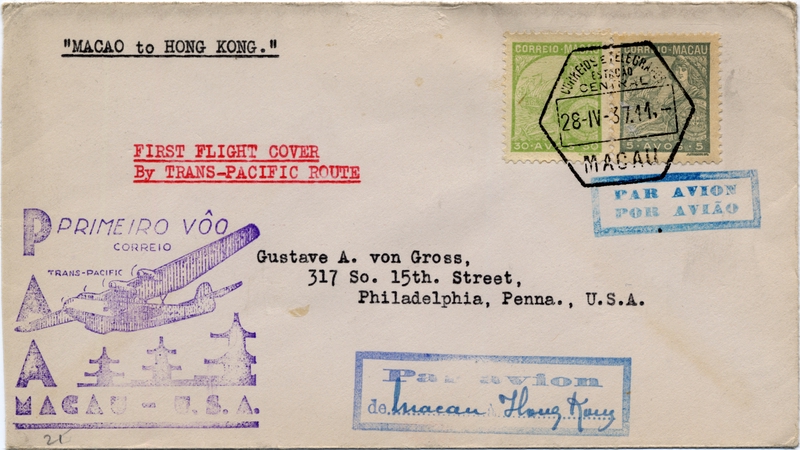 "MACAO to HONG KONG."
CORREIO-MACAU
CORREIO-MACAU
30-AVOS-30
5-AVOS-5
CORREIOS E TELEGRAFOS
ESTAÇÃO
CENTRAL
28-IV-37.11.-
MACAU
FIRST FLIGHT COVER
By TRANS-PACIFIC ROUTE
PAR AVION
POR AVIÃO
PAA
PRIMEIRO VÔO
CORREIO
TRANS-PACIFIC
MACAU - U.S.A.
Gustave A. von Gross,
317 So. 15th. Street,
Philadelphia, Penna., U.S.A.
Par avion
de Macau a Hong Kong
21